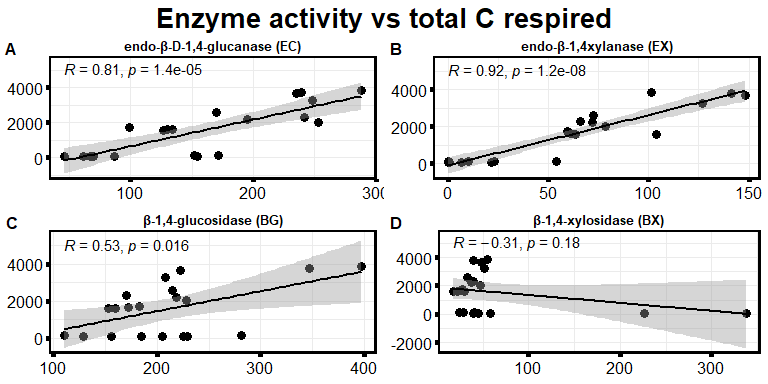 Enzyme activity vs total C respired
A
endo-β-D-1,4-glucanase (EC)
R = 0.81, p = 1.4e-05
4000
2000
0
100
200
300
B
endo-β-1,4xylanase (EX)
R = 0.92, p = 1.2e-08
4000
2000
0
0
50
100
150
C
β-1,4-glucosidase (BG)
R = 0.53, p = 0.016
4000
2000
0
100
200
300
400
D
β-1,4-xylosidase (BX)
R = −0.31, p = 0.18
4000
2000
0
-2000
100
200
300